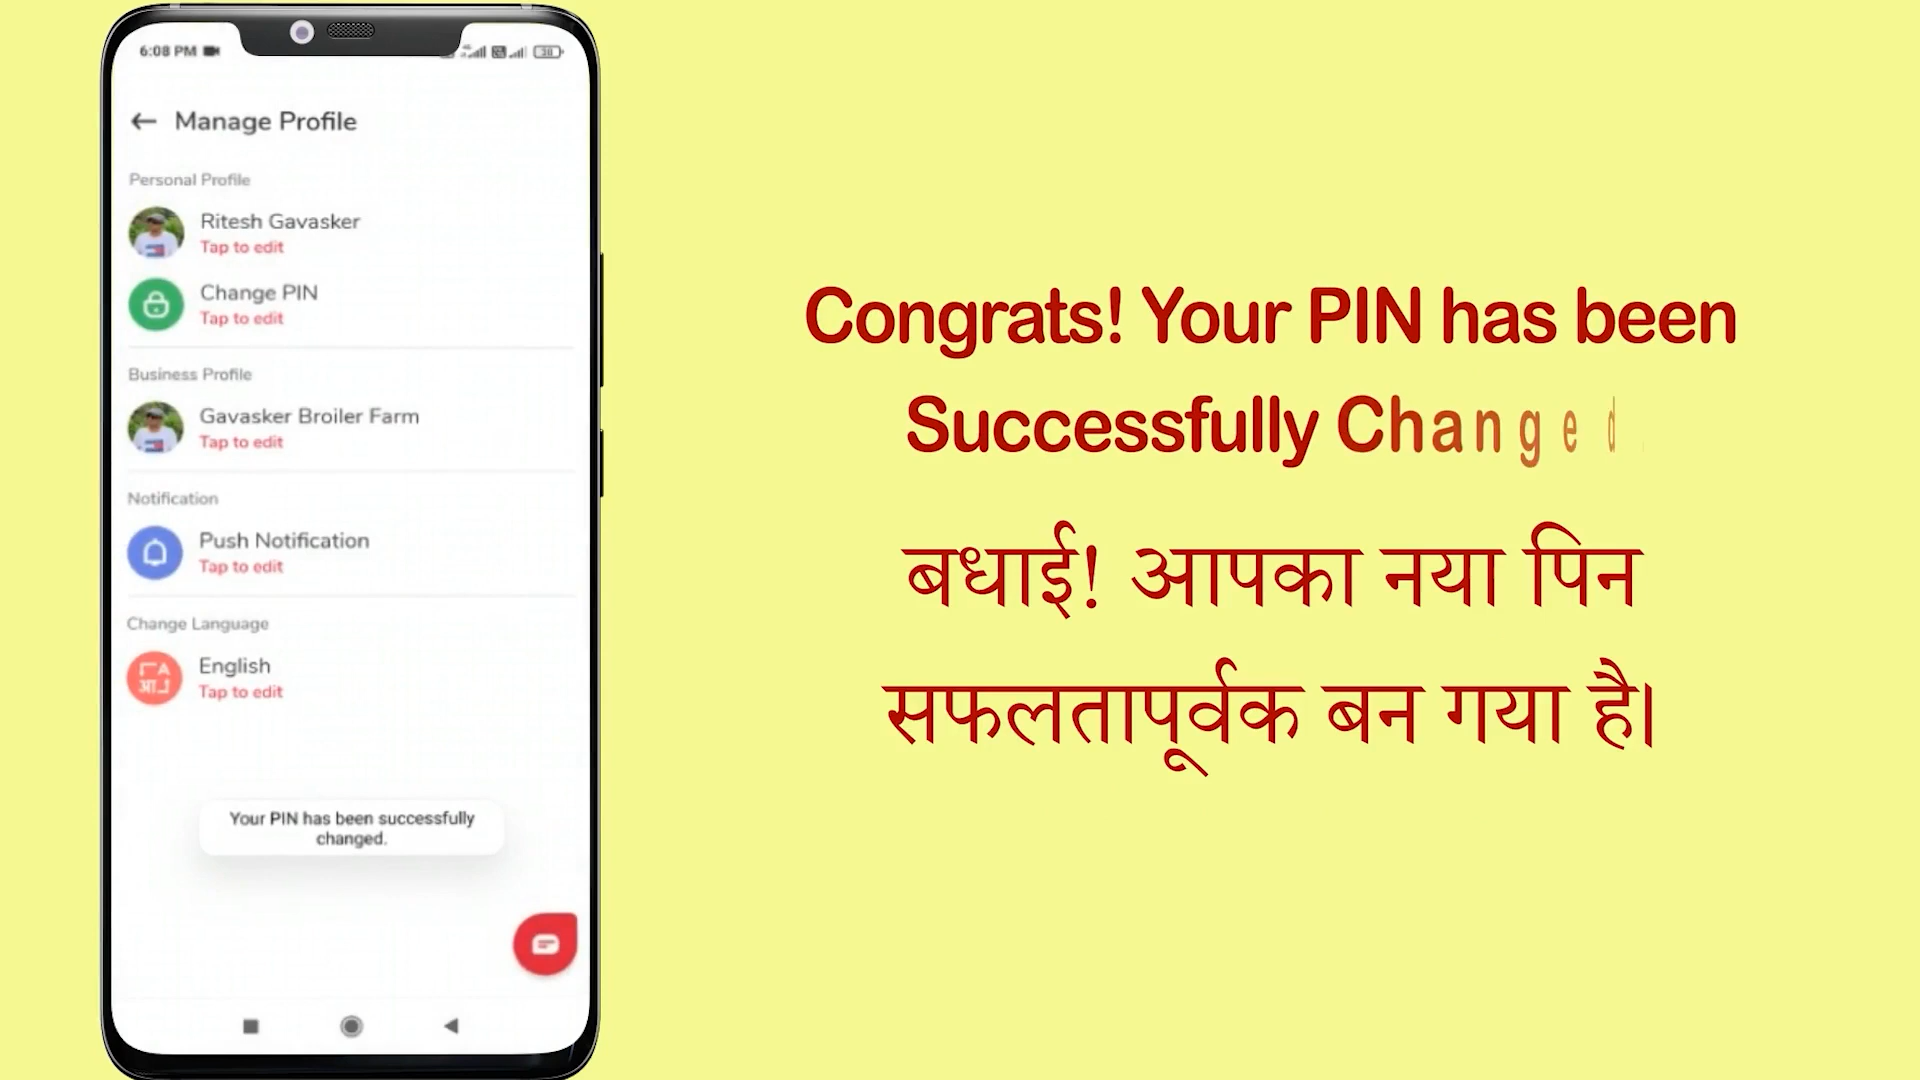 6:08 PM
Manage Profile
Personal Profile
Ritesh Gavasker
Tap to edit
Change PIN
Tap to edit
Business Profile
Gavasker Broiler Farm
Tap to edit
Notification
Push Notification
Tap to edit
Change Language
English
Tap to edit
Your PIN has been successfully
changed.
Congrats! Your PIN has been
Successfully Changed
बधाई! आपका नया पिन
सफलतापूर्वक बन गया है।